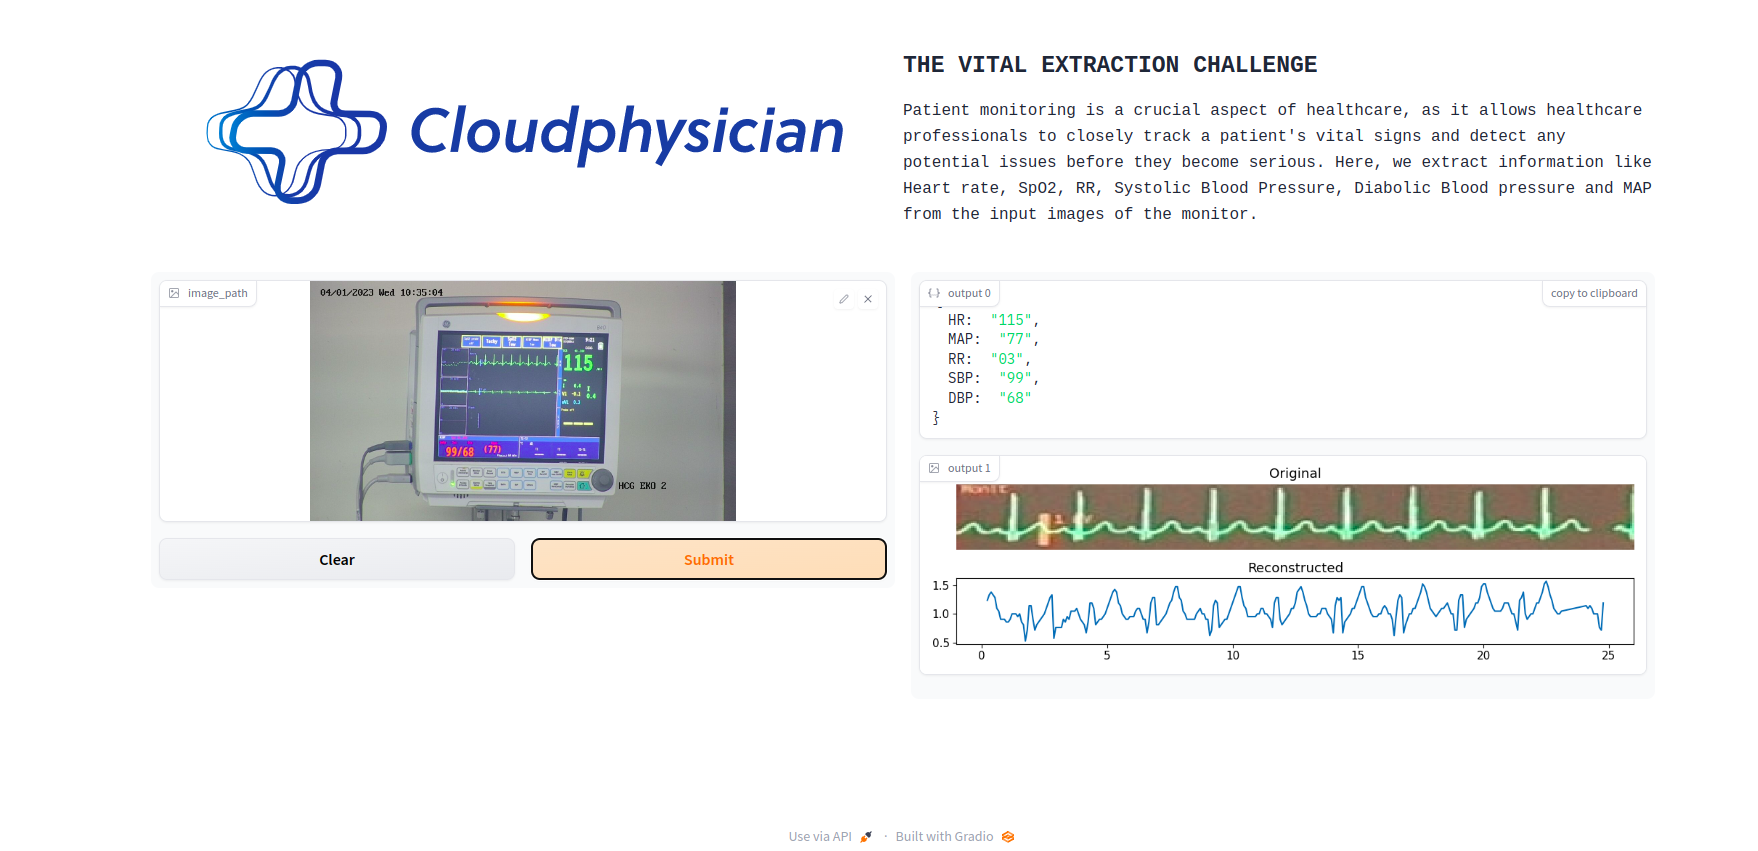 Cloudphysician
THE VITAL EXTRACTION CHALLENGE
Patient monitoring is a crucial aspect of healthcare, as it allows healthcare
professionals to closely track a patient's vital signs and detect any
potential issues before they become serious. Here, we extract information like
Heart rate, SpO2, RR, Systolic Blood Pressure, Diabolic Blood pressure and MAP
from the input images of the monitor.
image_path
04/01/2023 Wed 10:35:04
Tachy
9:21
115
99/68 (77)
HCG EKO 2
Clear
Submit
output 0
copy to clipboard
HR: "115",
MAP: "77",
RR: "03",
SBP: "99",
DBP: "68"
}
output 1
Original
Monit
Reconstructed
1.5
1.0
0.5
0 5 10 15 20 25
Use via API · Built with Gradio